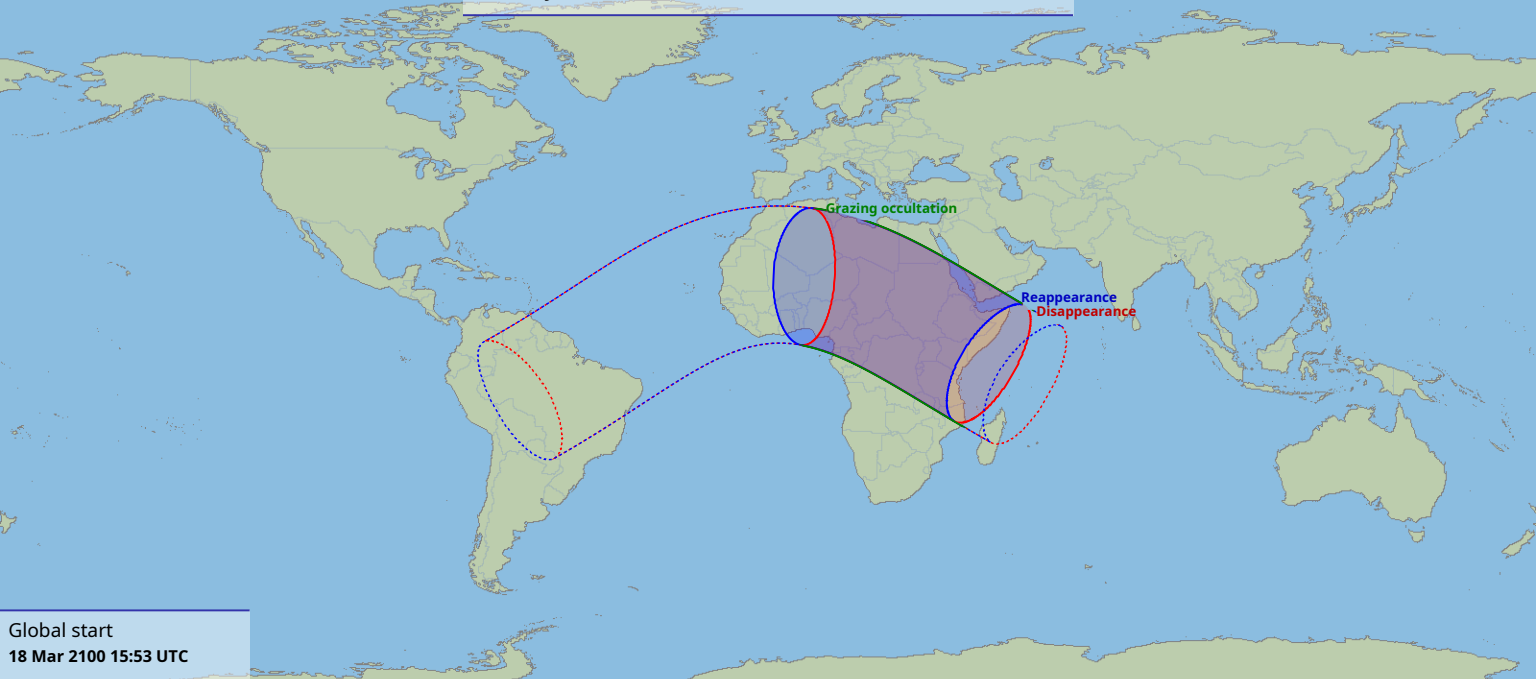 Grazing occultation
Reappearance
Disappearance
Global start
18 Mar 2100 15:53 UTC